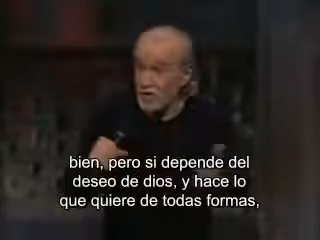 bien, pero si depende del
deseo de dios, y hace lo
que quiere de todas formas,